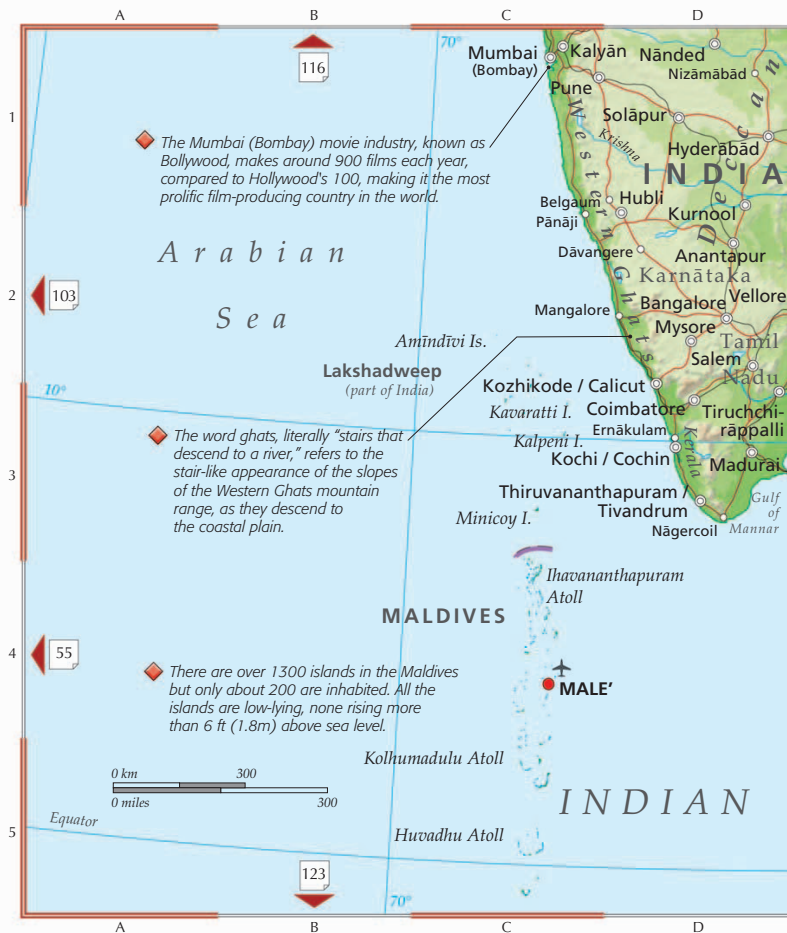 A B C D
116
70°
Mumbai
(Bombay)
Kalyān
Nānded
Nizāmābād
Pune
1
Solāpur
Krishna
Hyderābād
The Mumbai (Bombay) movie industry, known as
Bollywood, makes around 900 films each year,
compared to Hollywood's 100, making it the most
prolific film-producing country in the world.
INDIA
Deccan
Western Ghats
Belgaum
Hubli
Pānāji
Kurnool
Arabian
Sea
Dāvangere
Anantapur
Karnātaka
2
103
Mangalore
Bangalore
Vellore
Mysore
Amīndīvi Is.
Tamil
Nādu
Salem
Lakshadweep
(part of India)
Kozhikode / Calicut
10°
Kavaratti I.
Coimbatore
Tiruchchi-
rāppalli
Kalpeni I.
Ernākulam
Kerala
Kochi / Cochin
Madurai
3
The word ghats, literally "stairs that
descend to a river," refers to the
stair-like appearance of the slopes
of the Western Ghats mountain
range, as they descend to
the coastal plain.
Thiruvananthapuram /
Tivandrum
Gulf
of
Mannar
Minicoy I.
Nāgercoil
Ihavananthapuram
Atoll
MALDIVES
4
55
There are over 1300 islands in the Maldives
but only about 200 are inhabited. All the
islands are low-lying, none rising more
than 6 ft (1.8m) above sea level.
MALE'
Kolhumadulu Atoll
0 km 300
0 miles 300
INDIAN
Equator
5
Huvadhu Atoll
123
70°
A B C D